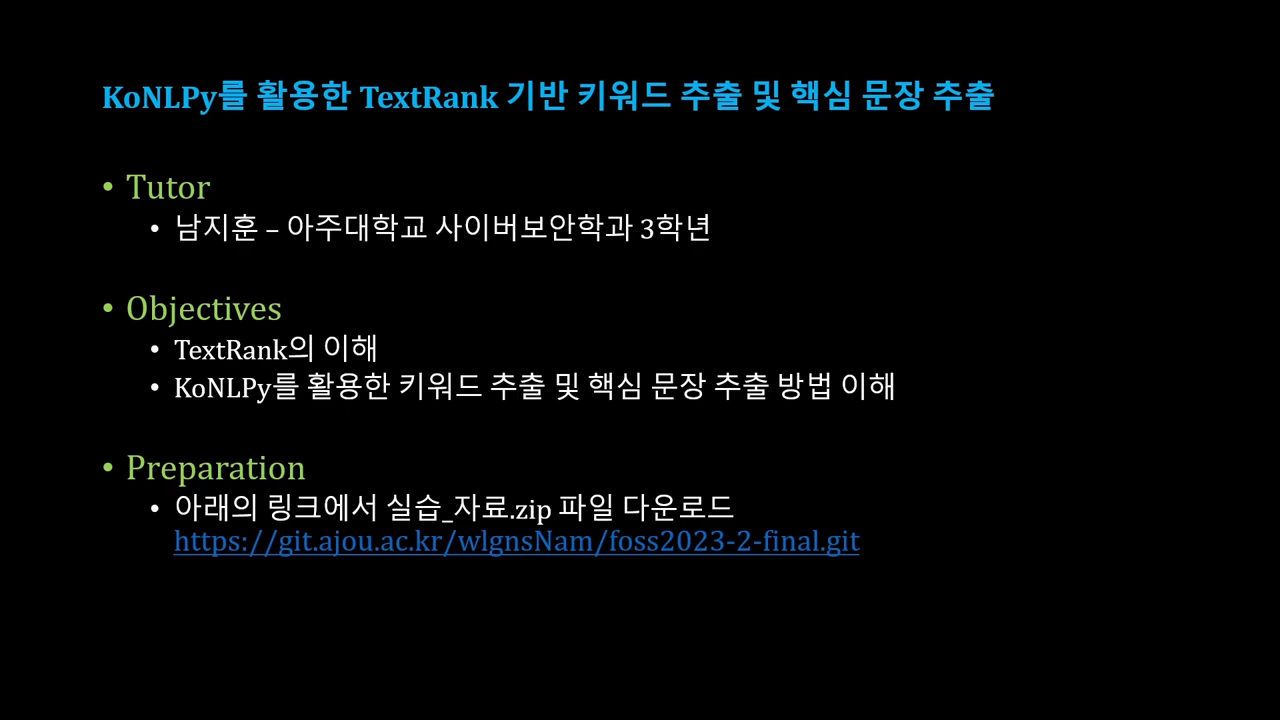 KoNLPy를 활용한 TextRank 기반 키워드 추출 및 핵심 문장 추출
• Tutor
• 남지훈 – 아주대학교 사이버보안학과 3학년
• Objectives
• TextRank의 이해
• KoNLPy를 활용한 키워드 추출 및 핵심 문장 추출 방법 이해
• Preparation
• 아래의 링크에서 실습_자료.zip 파일 다운로드
https://git.ajou.ac.kr/wlgnsNam/foss2023-2-final.git